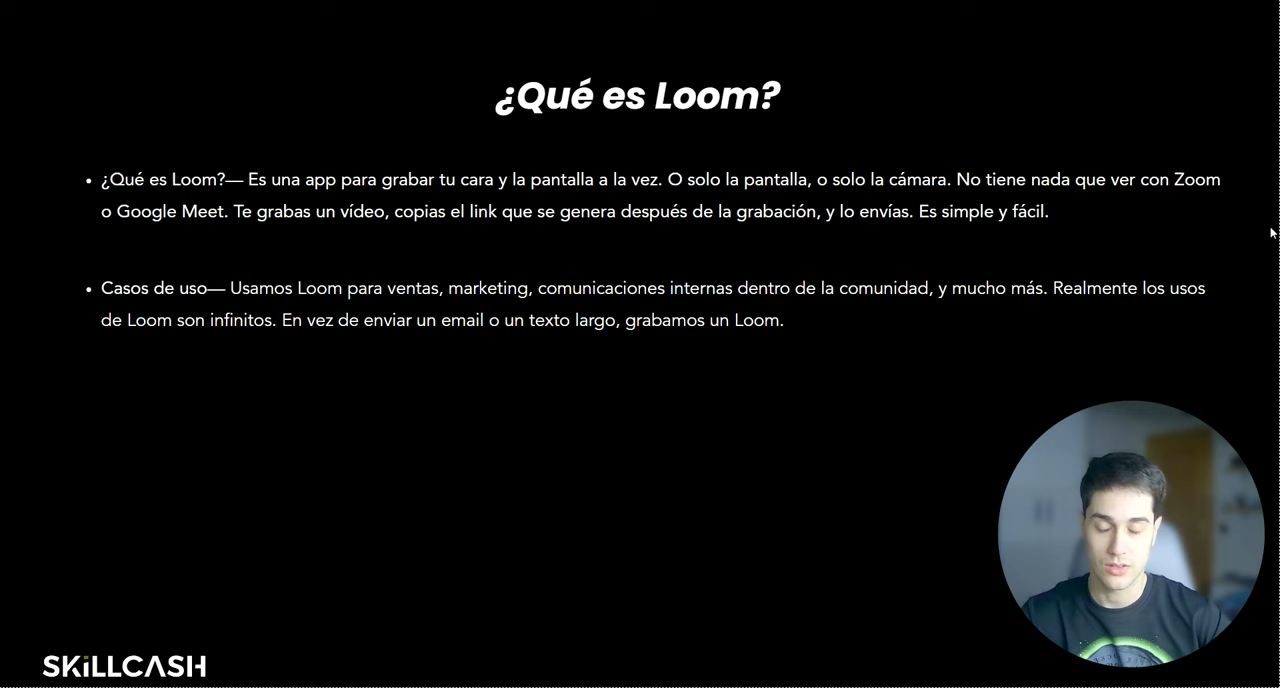 ¿Qué es Loom?
• ¿Qué es Loom?— Es una app para grabar tu cara y la pantalla a la vez. O solo la pantalla, o solo la cámara. No tiene nada que ver con Zoom
o Google Meet. Te grabas un vídeo, copias el link que se genera después de la grabación, y lo envías. Es simple y fácil.
• Casos de uso— Usamos Loom para ventas, marketing, comunicaciones internas dentro de la comunidad, y mucho más. Realmente los usos
de Loom son infinitos. En vez de enviar un email o un texto largo, grabamos un Loom.
SKiLLCASH